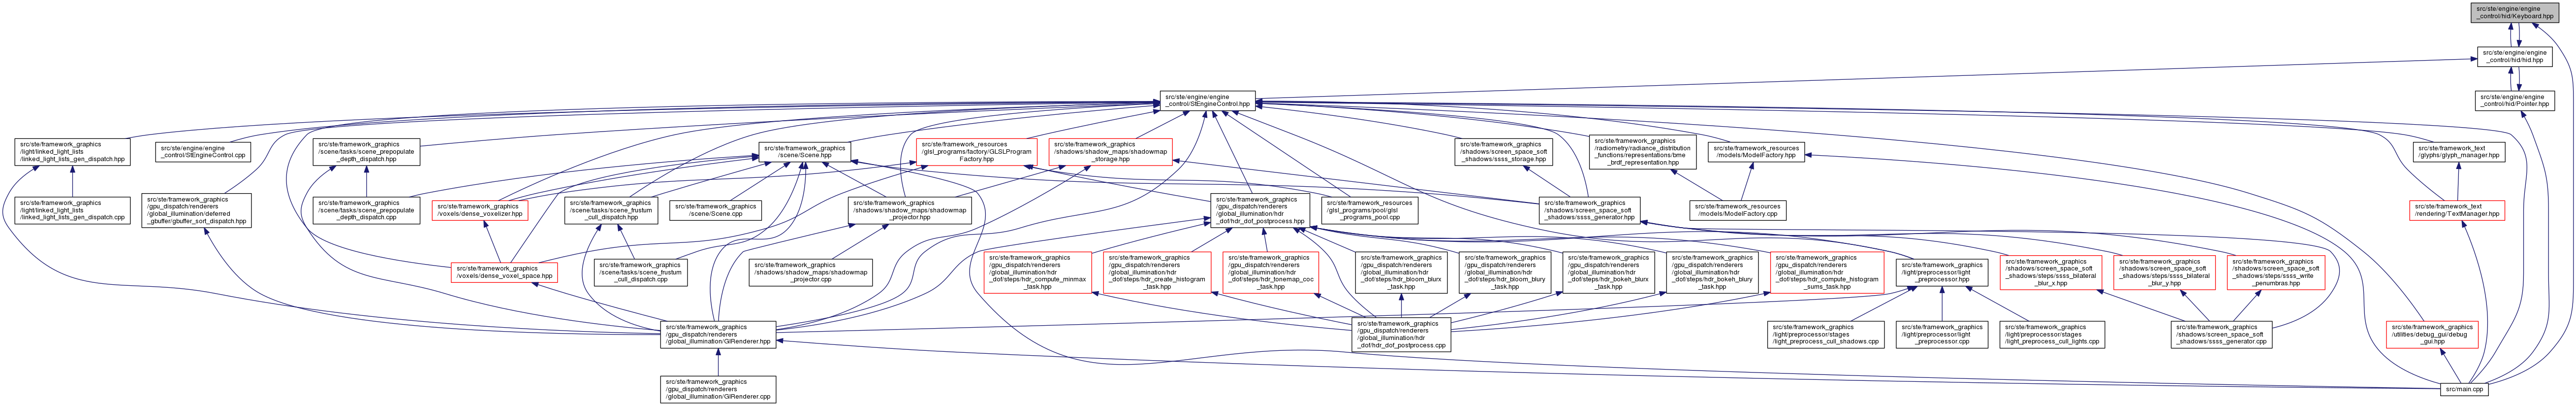 src/ste/engine/engine
_control/hid/Keyboard.hpp
src/ste/engine/engine
_control/hid/hid.hpp
src/ste/engine/engine
_control/StEngineControl.hpp
src/ste/engine/engine
_control/hid/Pointer.hpp
src/ste/framework_graphics
/light/linked_light_lists
/linked_light_lists_gen_dispatch.hpp
src/ste/engine/engine
_control/StEngineControl.cpp
src/ste/framework_graphics
/scene/tasks/scene_prepopulate
_depth_dispatch.hpp
src/ste/framework_graphics
/scene/Scene.hpp
src/ste/framework_resources
/glsl_programs/factory/GLSLProgram
Factory.hpp
src/ste/framework_graphics
/shadows/shadow_maps/shadowmap
_storage.hpp
src/ste/framework_graphics
/shadows/screen_space_soft
_shadows/ssss_storage.hpp
src/ste/framework_graphics
/radiometry/radiance_distribution
_functions/representations/bme
_brdf_representation.hpp
src/ste/framework_resources
/models/ModelFactory.hpp
src/ste/framework_text
/glyphs/glyph_manager.hpp
src/ste/framework_graphics
/light/linked_light_lists
/linked_light_lists_gen_dispatch.cpp
src/ste/framework_graphics
/gpu_dispatch/renderers
/global_illumination/deferred
_gbuffer/gbuffer_sort_dispatch.hpp
src/ste/framework_graphics
/scene/tasks/scene_prepopulate
_depth_dispatch.cpp
src/ste/framework_graphics
/voxels/dense_voxelizer.hpp
src/ste/framework_graphics
/scene/tasks/scene_frustum
_cull_dispatch.hpp
src/ste/framework_graphics
/scene/Scene.cpp
src/ste/framework_graphics
/shadows/shadow_maps/shadowmap
_projector.hpp
src/ste/framework_graphics
/gpu_dispatch/renderers
/global_illumination/hdr
_dof/hdr_dof_postprocess.hpp
src/ste/framework_resources
/glsl_programs/pool/glsl
_programs_pool.cpp
src/ste/framework_graphics
/shadows/screen_space_soft
_shadows/ssss_generator.hpp
src/ste/framework_resources
/models/ModelFactory.cpp
src/ste/framework_text
/rendering/TextManager.hpp
src/ste/framework_graphics
/voxels/dense_voxel_space.hpp
src/ste/framework_graphics
/scene/tasks/scene_frustum
_cull_dispatch.cpp
src/ste/framework_graphics
/shadows/shadow_maps/shadowmap
_projector.cpp
src/ste/framework_graphics
/gpu_dispatch/renderers
/global_illumination/hdr
_dof/steps/hdr_compute_minmax
_task.hpp
src/ste/framework_graphics
/gpu_dispatch/renderers
/global_illumination/hdr
_dof/steps/hdr_create_histogram
_task.hpp
src/ste/framework_graphics
/gpu_dispatch/renderers
/global_illumination/hdr
_dof/steps/hdr_tonemap_coc
_task.hpp
src/ste/framework_graphics
/gpu_dispatch/renderers
/global_illumination/hdr
_dof/steps/hdr_bloom_blurx
_task.hpp
src/ste/framework_graphics
/gpu_dispatch/renderers
/global_illumination/hdr
_dof/steps/hdr_bloom_blury
_task.hpp
src/ste/framework_graphics
/gpu_dispatch/renderers
/global_illumination/hdr
_dof/steps/hdr_bokeh_blurx
_task.hpp
src/ste/framework_graphics
/gpu_dispatch/renderers
/global_illumination/hdr
_dof/steps/hdr_bokeh_blury
_task.hpp
src/ste/framework_graphics
/gpu_dispatch/renderers
/global_illumination/hdr
_dof/steps/hdr_compute_histogram
_sums_task.hpp
src/ste/framework_graphics
/light/preprocessor/light
_preprocessor.hpp
src/ste/framework_graphics
/shadows/screen_space_soft
_shadows/steps/ssss_bilateral
_blur_x.hpp
src/ste/framework_graphics
/shadows/screen_space_soft
_shadows/steps/ssss_bilateral
_blur_y.hpp
src/ste/framework_graphics
/shadows/screen_space_soft
_shadows/steps/ssss_write
_penumbras.hpp
src/ste/framework_graphics
/gpu_dispatch/renderers
/global_illumination/GIRenderer.hpp
src/ste/framework_graphics
/gpu_dispatch/renderers
/global_illumination/hdr
_dof/hdr_dof_postprocess.cpp
src/ste/framework_graphics
/light/preprocessor/stages
/light_preprocess_cull_shadows.cpp
src/ste/framework_graphics
/light/preprocessor/light
_preprocessor.cpp
src/ste/framework_graphics
/light/preprocessor/stages
/light_preprocess_cull_lights.cpp
src/ste/framework_graphics
/shadows/screen_space_soft
_shadows/ssss_generator.cpp
src/ste/framework_graphics
/utilities/debug_gui/debug
_gui.hpp
src/ste/framework_graphics
/gpu_dispatch/renderers
/global_illumination/GIRenderer.cpp
src/main.cpp